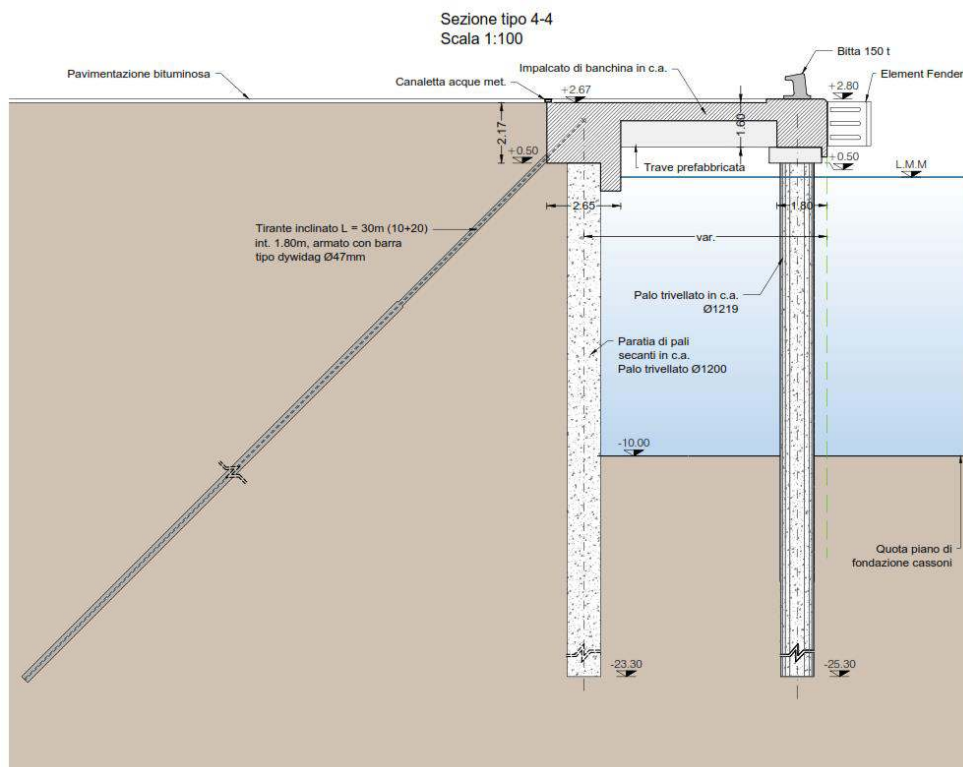 Sezione tipo 4-4
Scala 1:100
Bitta 150 t
Pavimentazione bituminosa
Impalcato di banchina in c.a.
Element Fender
Canaletta acque met.
+2.67
+2.80
2.17
1.60
+0.50
+0.50
Trave prefabbricata
L.M.M
2.65
1.80
Tirante inclinato L = 30m (10+20)
int. 1.80m, armato con barra
tipo dywidag Ø47mm
var.
Palo trivellato in c.a.
Ø1219
Paratia di pali
secanti in c.a.
Palo trivellato Ø1200
-10.00
Quota piano di
fondazione cassoni
-23.30
-25.30